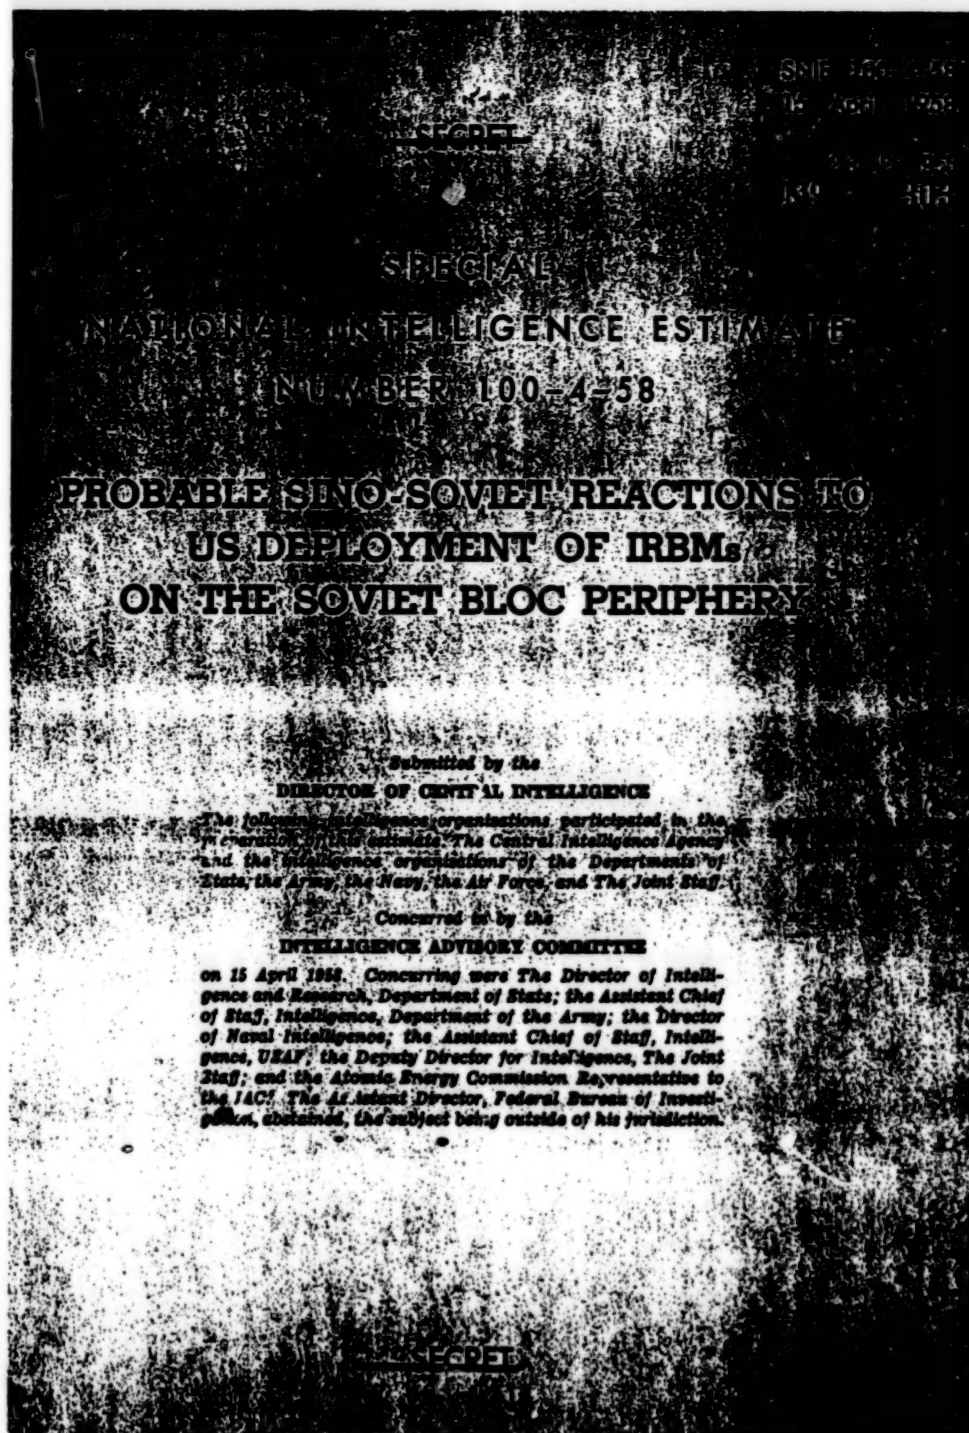 SNIE 100-4-58
15 April 1958
SECRET
SPECIAL
NATIONAL INTELLIGENCE ESTIMATE
NUMBER 100-4-58
PROBABLE SINO-SOVIET REACTIONS TO
US DEPLOYMENT OF IRBMs
ON THE SOVIET BLOC PERIPHERY
Submitted by the
DIRECTOR OF CENTRAL INTELLIGENCE
The following intelligence organizations participated in the
preparation of this estimate: The Central Intelligence Agency
and the intelligence organizations of the Departments of
State, the Army, the Navy, the Air Force, and The Joint Staff.
Concurred in by the
INTELLIGENCE ADVISORY COMMITTEE
on 15 April 1958. Concurring were The Director of Intelli-
gence and Research, Department of State; the Assistant Chief
of Staff, Intelligence, Department of the Army; the Director
of Naval Intelligence; the Assistant Chief of Staff, Intelli-
gence, USAF; the Deputy Director for Intelligence, The Joint
Staff; and the Atomic Energy Commission Representative to
the IAC. The Assistant Director, Federal Bureau of Investi-
gation, abstained, the subject being outside of his jurisdiction.
SECRET